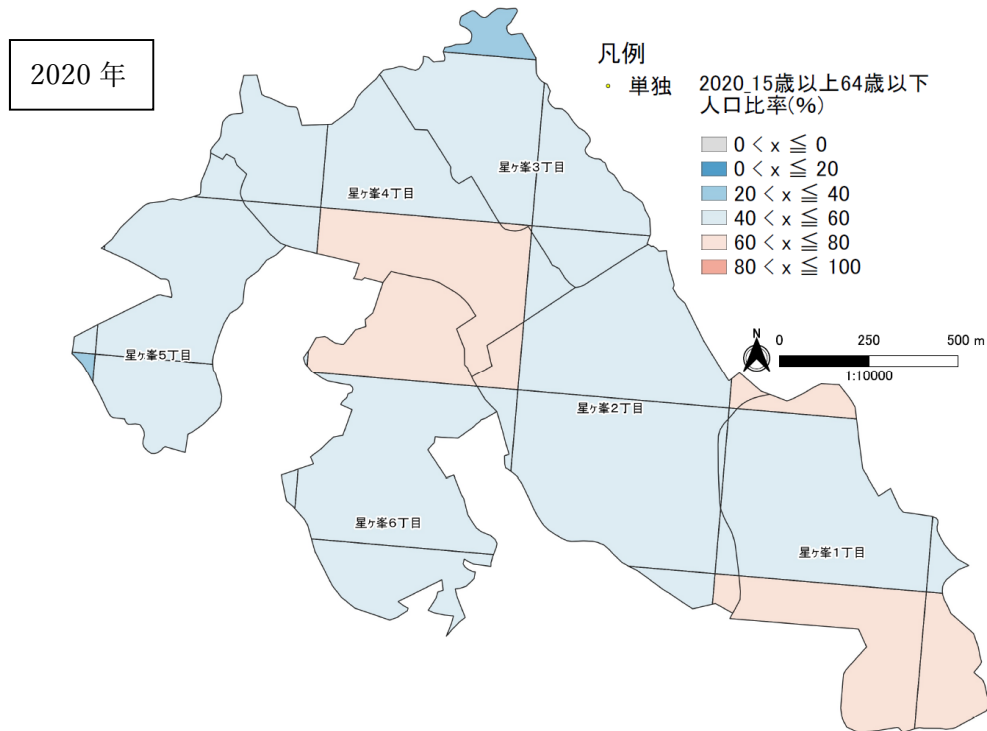 2020 年
凡例
単独
2020_15歳以上64歳以下
人口比率(%)
0 < x ≦ 0
0 < x ≦ 20
20 < x ≦ 40
40 < x ≦ 60
60 < x ≦ 80
80 < x ≦ 100
星ヶ峯3丁目
星ヶ峯4丁目
N
0 250 500 m
1:10000
星ヶ峯5丁目
星ヶ峯2丁目
星ヶ峯6丁目
星ヶ峯1丁目